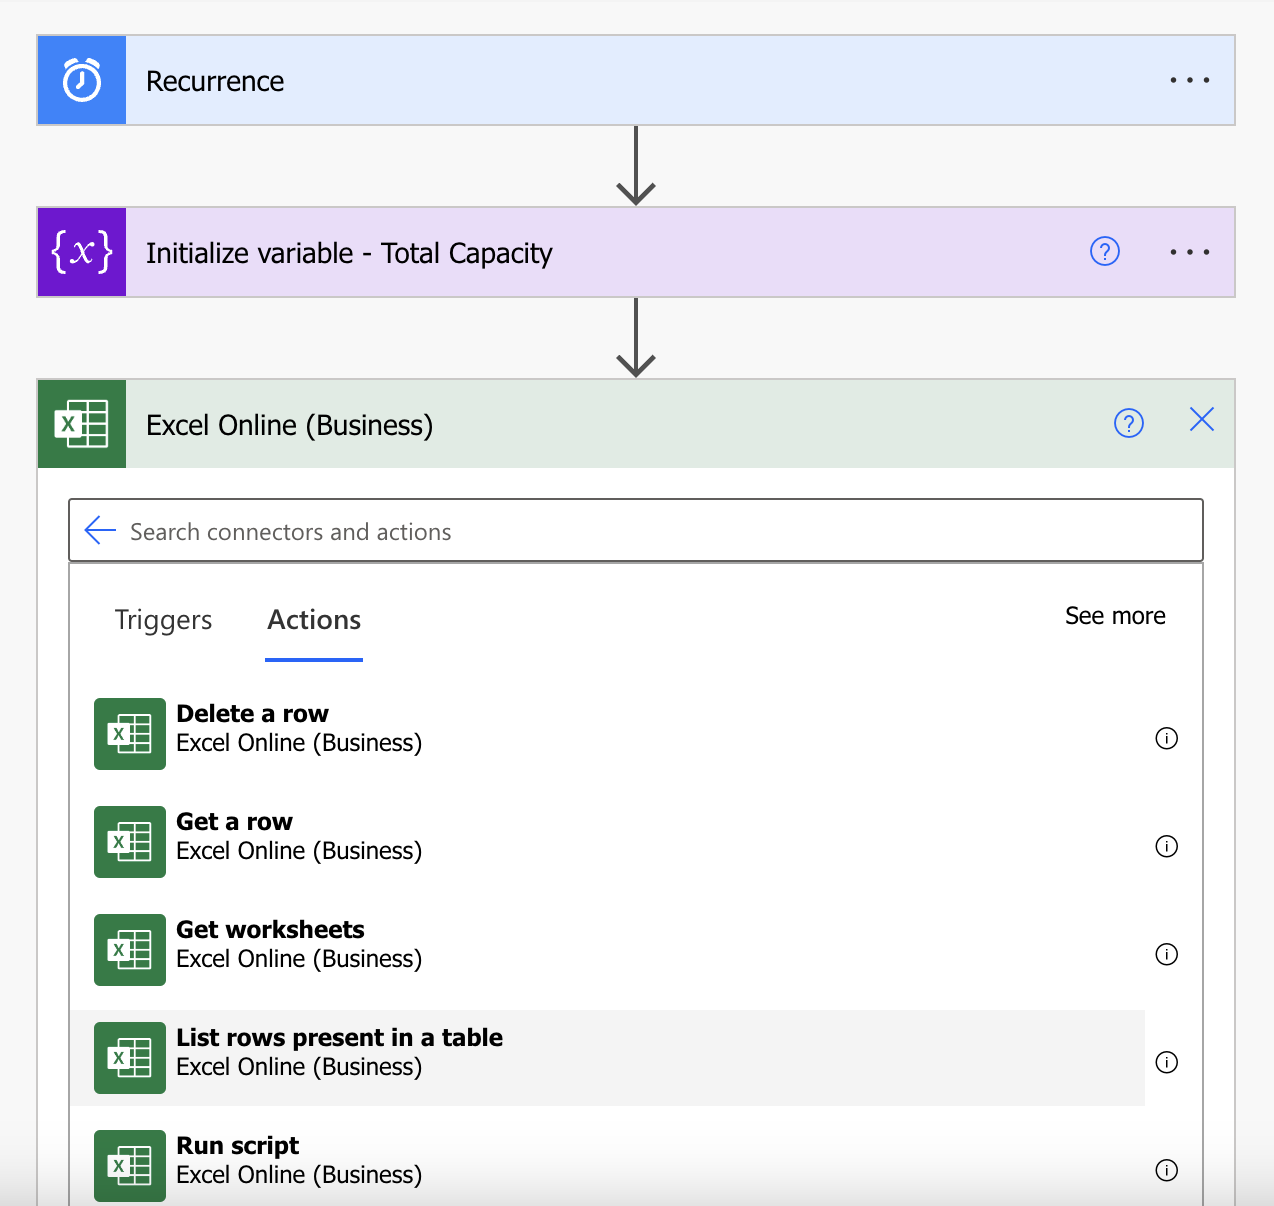 Recurrence
{x} Initialize variable - Total Capacity
Excel Online (Business)
Search connectors and actions
Triggers Actions See more
Delete a row
Excel Online (Business)
Get a row
Excel Online (Business)
Get worksheets
Excel Online (Business)
List rows present in a table
Excel Online (Business)
Run script
Excel Online (Business)